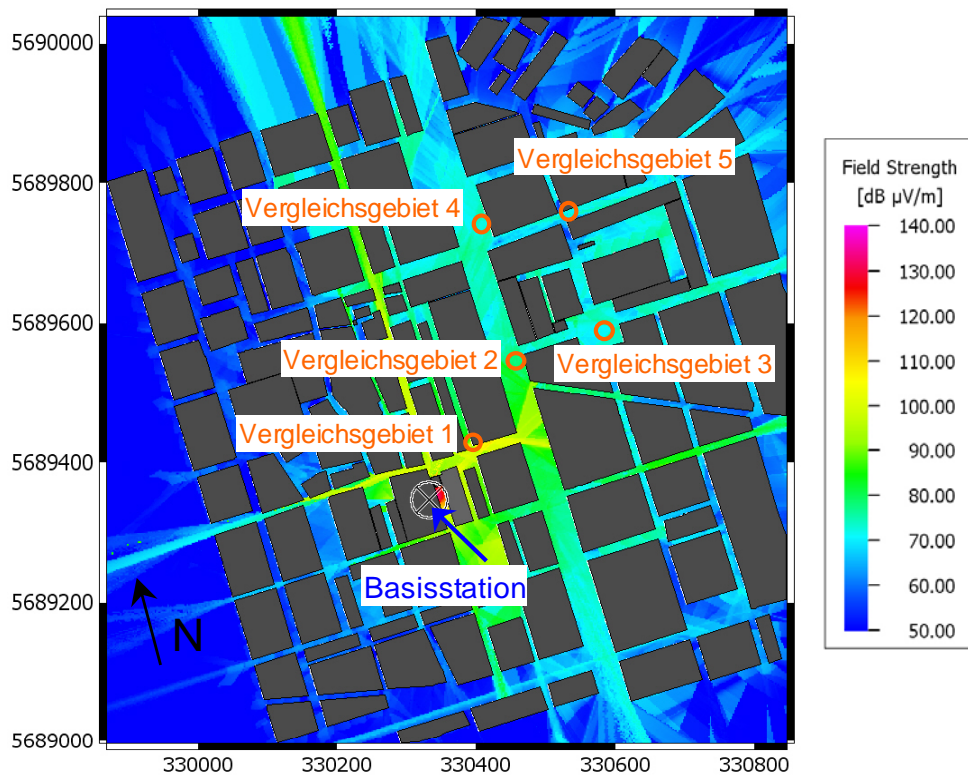 5690000
5689800
5689600
5689400
5689200
5689000
330000
330200
330400
330600
330800
Vergleichsgebiet 5
Vergleichsgebiet 4
Vergleichsgebiet 2
Vergleichsgebiet 3
Vergleichsgebiet 1
Basisstation
N
Field Strength
[dB µV/m]
140.00
130.00
120.00
110.00
100.00
90.00
80.00
70.00
60.00
50.00